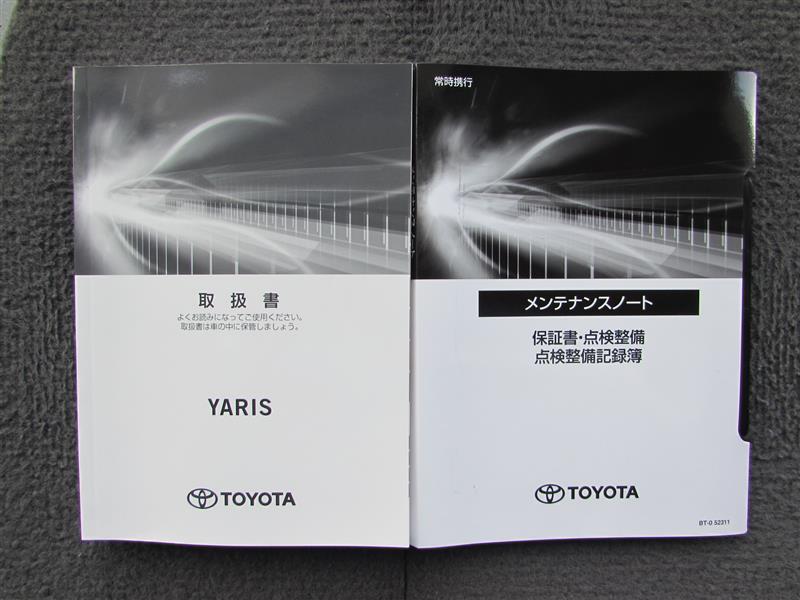 取扱書
よくお読みになってご使用ください。
取扱書は車の中に保管しましょう。
YARIS
TOYOTA
常時携行
メンテナンスノート
保証書・点検整備
点検整備記録簿
TOYOTA
BT-0 52311